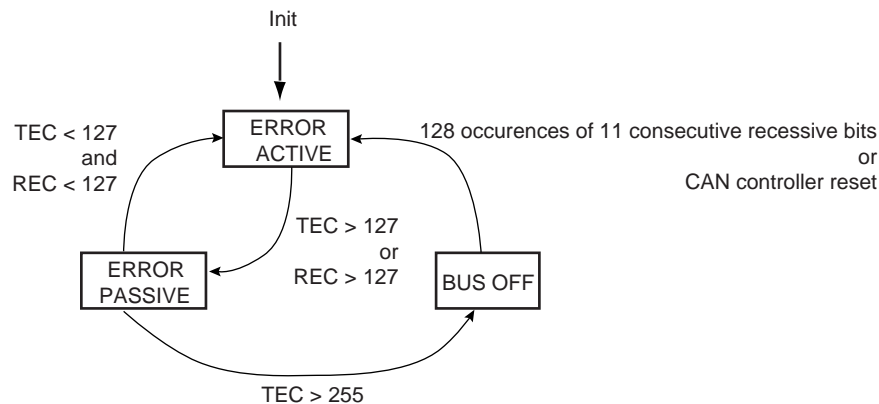 Init
ERROR
ACTIVE
TEC < 127
and
REC < 127
128 occurences of 11 consecutive recessive bits
or
CAN controller reset
TEC > 127
or
REC > 127
ERROR
PASSIVE
BUS OFF
TEC > 255